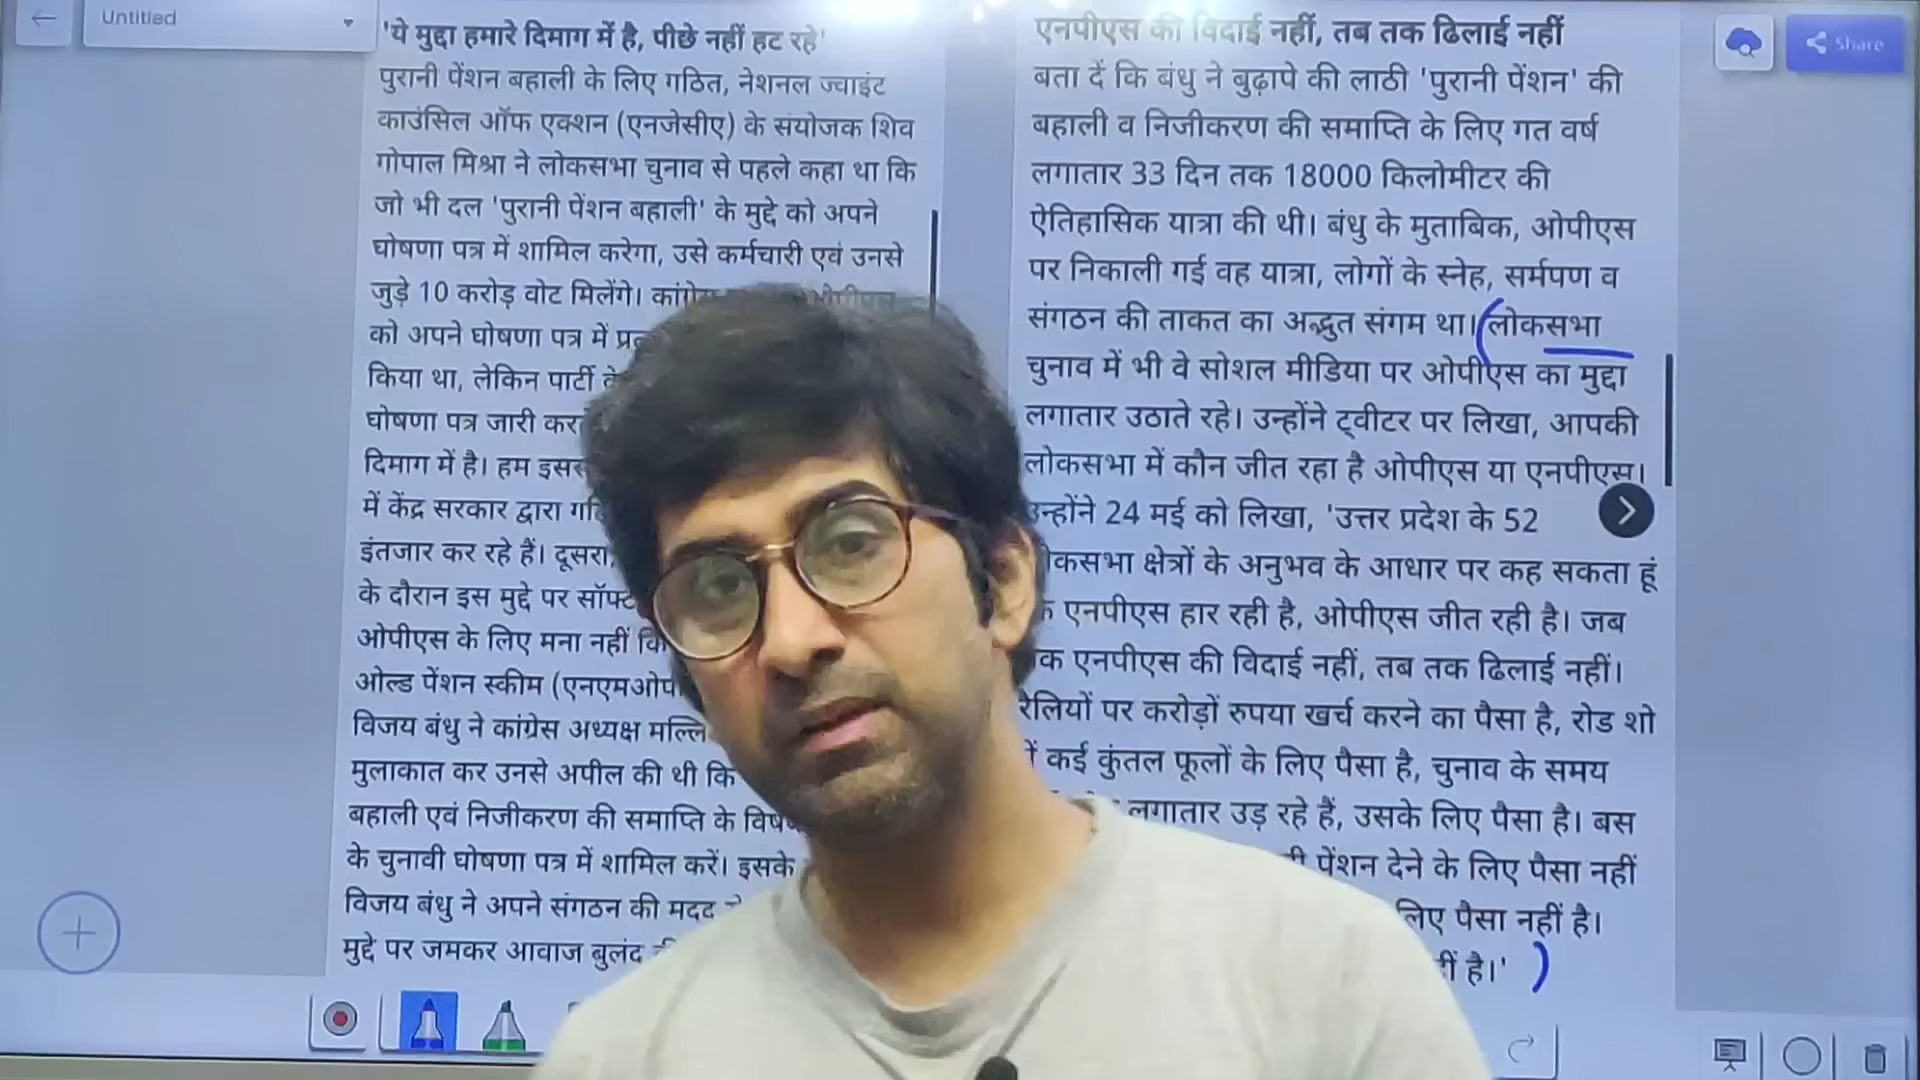 Untitled
Share
'ये मुद्दा हमारे दिमाग में है, पीछे नहीं हट रहे'
पुरानी पेंशन बहाली के लिए गठित, नेशनल ज्वाइंट
काउंसिल ऑफ एक्शन (एनजेसीए) के संयोजक शिव
गोपाल मिश्रा ने लोकसभा चुनाव से पहले कहा था कि
जो भी दल 'पुरानी पेंशन बहाली' के मुद्दे को अपने
घोषणा पत्र में शामिल करेगा, उसे कर्मचारी एवं उनसे
जुड़े 10 करोड़ वोट मिलेंगे।
को अपने घोषणा पत्र में
किया था, लेकिन पार्टी
घोषणा पत्र जारी
दिमाग में है। हम
में केंद्र सरकार द्वारा
इंतजार कर रहे हैं। दूसरा,
के दौरान इस मुद्दे पर
ओपीएस के लिए मना नहीं
ओल्ड पेंशन स्कीम
विजय बंधु ने कांग्रेस अध्यक्ष
मुलाकात कर उनसे अपील की थी कि
बहाली एवं निजीकरण की समाप्ति के
के चुनावी घोषणा पत्र में शामिल करें। इसके
विजय बंधु ने अपने संगठन की मदद
मुद्दे पर जमकर आवाज बुलंद
एनपीएस की विदाई नहीं, तब तक ढिलाई नहीं
बता दें कि बंधु ने बुढ़ापे की लाठी 'पुरानी पेंशन' की
बहाली व निजीकरण की समाप्ति के लिए गत वर्ष
लगातार 33 दिन तक 18000 किलोमीटर की
ऐतिहासिक यात्रा की थी। बंधु के मुताबिक, ओपीएस
पर निकाली गई वह यात्रा, लोगों के स्नेह, सर्मपण व
संगठन की ताकत का अद्भुत संगम था। लोकसभा
चुनाव में भी वे सोशल मीडिया पर ओपीएस का मुद्दा
लगातार उठाते रहे। उन्होंने ट्वीटर पर लिखा, आपकी
लोकसभा में कौन जीत रहा है ओपीएस या एनपीएस।
उन्होंने 24 मई को लिखा, 'उत्तर प्रदेश के 52
क्षेत्रों के अनुभव के आधार पर कह सकता हूं
एनपीएस हार रही है, ओपीएस जीत रही है। जब
एनपीएस की विदाई नहीं, तब तक ढिलाई नहीं।
रैलियों पर करोड़ों रुपया खर्च करने का पैसा है, रोड शो
कई कुंतल फूलों के लिए पैसा है, चुनाव के समय
लगातार उड़ रहे हैं, उसके लिए पैसा है। बस
पेंशन देने के लिए पैसा नहीं
लिए पैसा नहीं है।
है।'